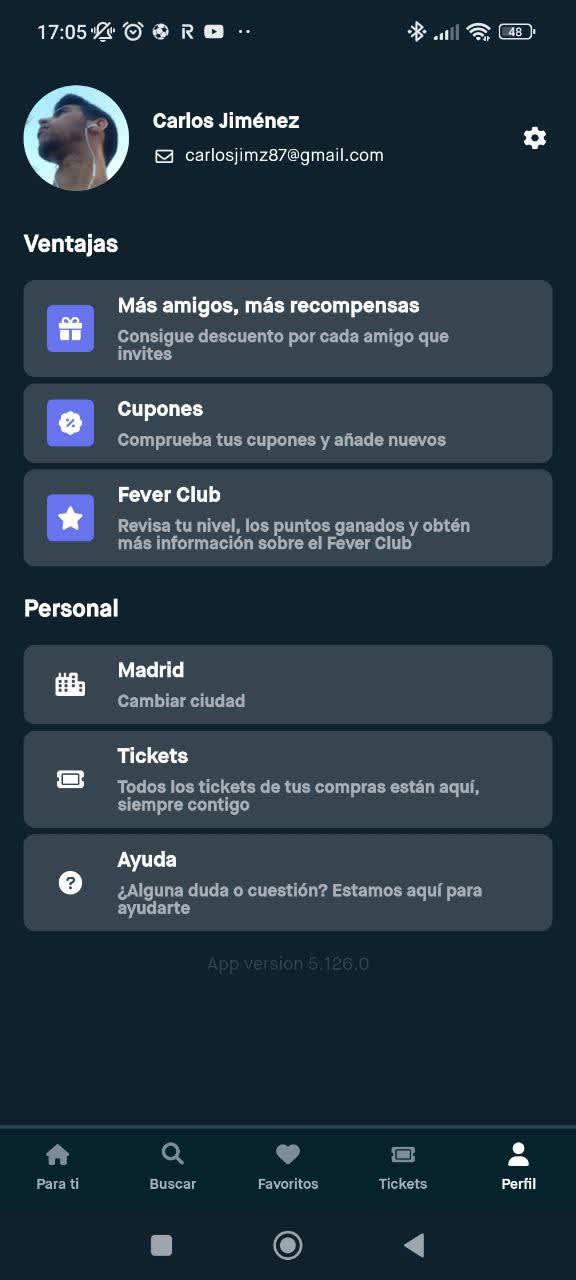 17:05
48
Carlos Jiménez
carlosjimz87@gmail.com
Ventajas
Más amigos, más recompensas
Consigue descuento por cada amigo que
invites
Cupones
Comprueba tus cupones y añade nuevos
Fever Club
Revisa tu nivel, los puntos ganados y obtén
más información sobre el Fever Club
Personal
Madrid
Cambiar ciudad
Tickets
Todos los tickets de tus compras están aquí,
siempre contigo
Ayuda
¿Alguna duda o cuestión? Estamos aquí para
ayudarte
App version 5.126.0
Para ti
Buscar
Favoritos
Tickets
Perfil